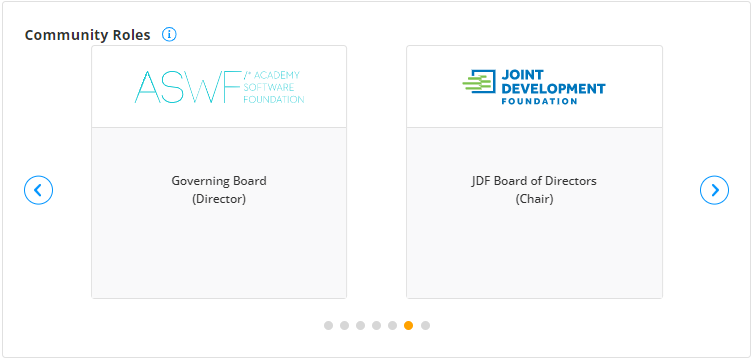 Community Roles
ASWF /* ACADEMY
SOFTWARE
FOUNDATION
Governing Board
(Director)
JOINT
DEVELOPMENT
FOUNDATION
JDF Board of Directors
(Chair)